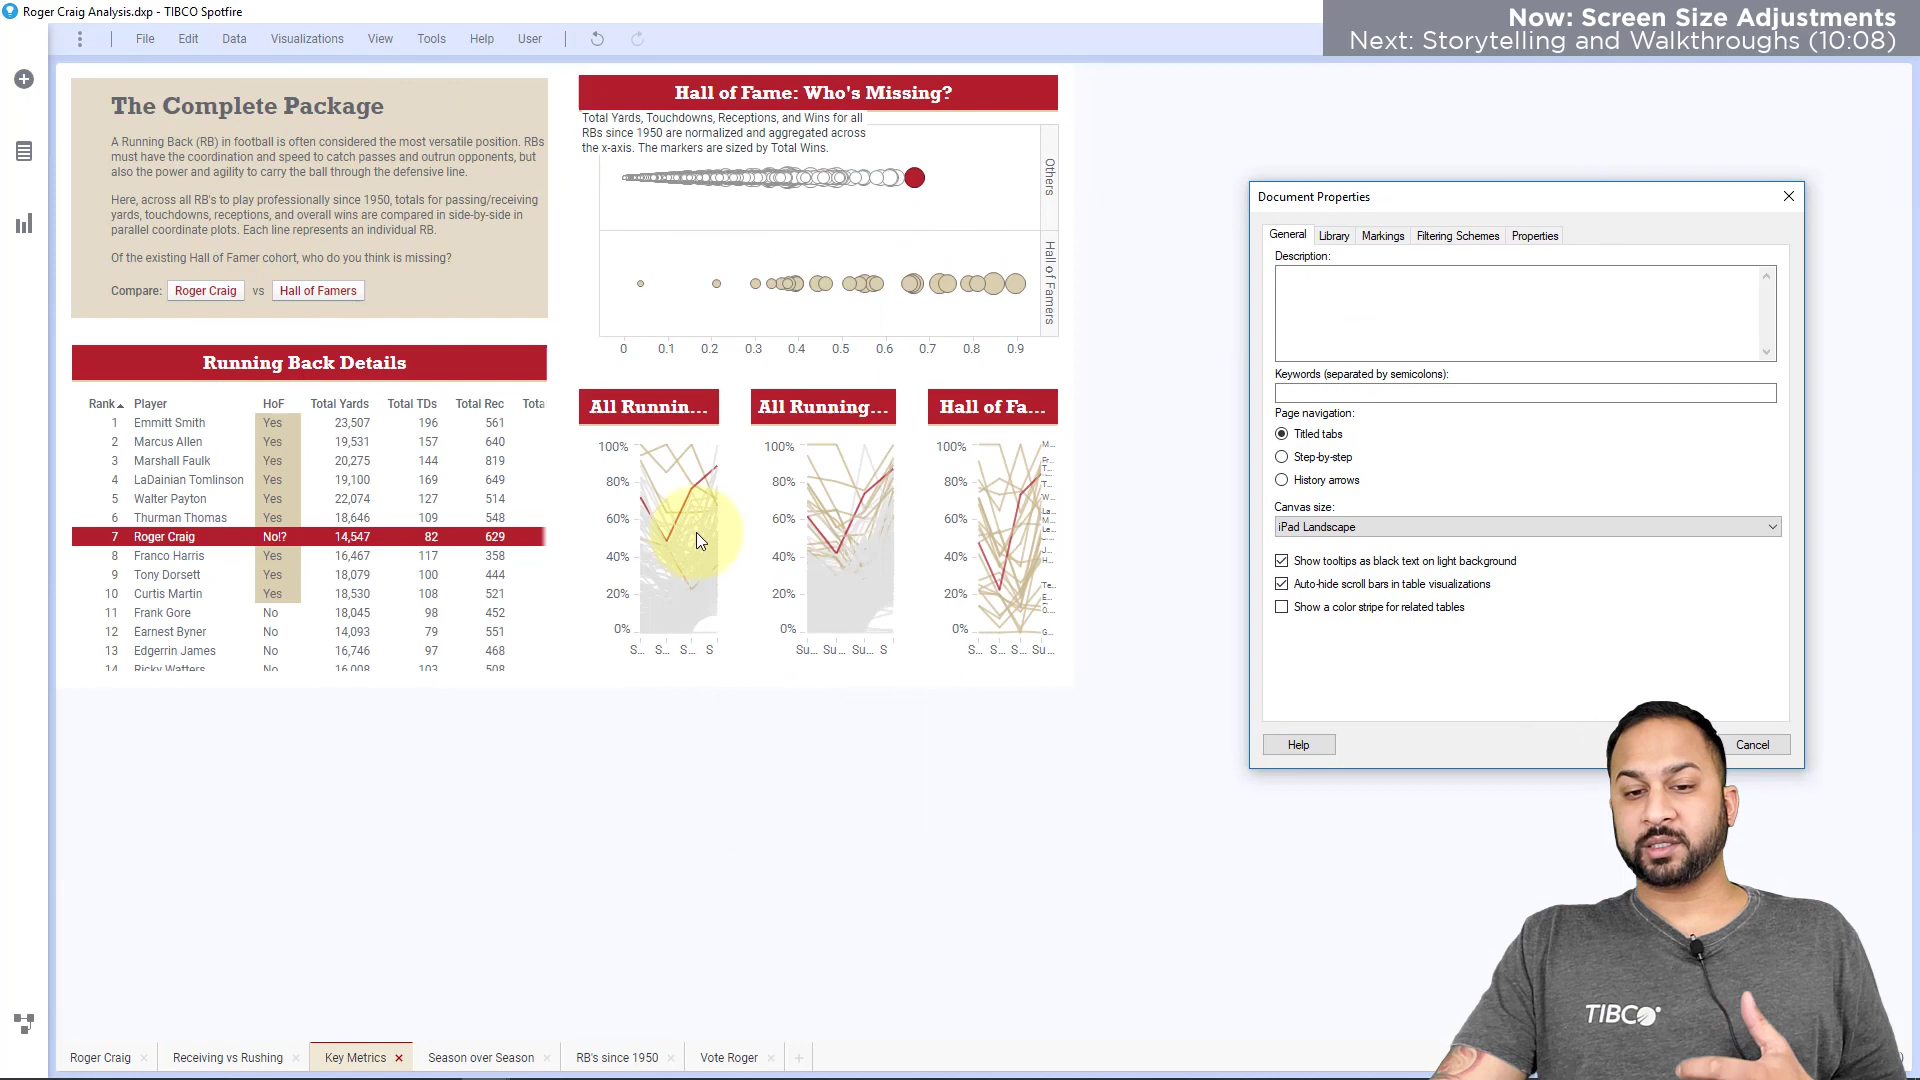 Roger Craig Analysis.dxp - TIBCO Spotfire
Now: Screen Size Adjustments
Next: Storytelling and Walkthroughs (10:08)
File Edit Data Visualizations View Tools Help User
The Complete Package
A Running Back (RB) in football is often considered the most versatile position. RBs
must have the coordination and speed to catch passes and outrun opponents, but
also the power and agility to carry the ball through the defensive line.
Here, across all RB's to play professionally since 1950, totals for passing/receiving
yards, touchdowns, receptions, and overall wins are compared in side-by-side in
parallel coordinate plots. Each line represents an individual RB.
Of the existing Hall of Famer cohort, who do you think is missing?
Compare: Roger Craig vs Hall of Famers
Running Back Details
Rank Player HoF Total Yards Total TDs Total Rec Tota
1 Emmitt Smith Yes 23,507 196 561
2 Marcus Allen Yes 19,531 157 640
3 Marshall Faulk Yes 20,275 144 819
4 LaDainian Tomlinson Yes 19,100 169 649
5 Walter Payton Yes 22,074 127 514
6 Thurman Thomas Yes 18,646 109 548
7 Roger Craig No!? 14,547 82 629
8 Franco Harris Yes 16,467 117 358
9 Tony Dorsett Yes 18,079 100 444
10 Curtis Martin Yes 18,530 108 521
11 Frank Gore No 18,045 98 452
12 Earnest Byner No 14,093 79 551
13 Edgerrin James No 16,746 97 468
14 Ricky Watters No 16,008 103 508
Hall of Fame: Who's Missing?
Total Yards, Touchdowns, Receptions, and Wins for all
RBs since 1950 are normalized and aggregated across
the x-axis. The markers are sized by Total Wins.
Others
Hall of Famers
0 0.1 0.2 0.3 0.4 0.5 0.6 0.7 0.8 0.9
All Runnin...
100%
80%
60%
40%
20%
0%
S... S... S... S
All Running...
100%
80%
60%
40%
20%
0%
Su... Su... Su... S
Hall of Fa...
100%
80%
60%
40%
20%
0%
M...
Fr...
T...
T...
W...
La...
M...
Le...
J...
H...
Te...
E...
O...
G...
S... S... S... Su...
Document Properties
General Library Markings Filtering Schemes Properties
Description:
Keywords (separated by semicolons):
Page navigation:
Titled tabs
Step-by-step
History arrows
Canvas size:
iPad Landscape
Show tooltips as black text on light background
Auto-hide scroll bars in table visualizations
Show a color stripe for related tables
Help Cancel
TIBCO
Roger Craig Receiving vs Rushing Key Metrics Season over Season RB's since 1950 Vote Roger